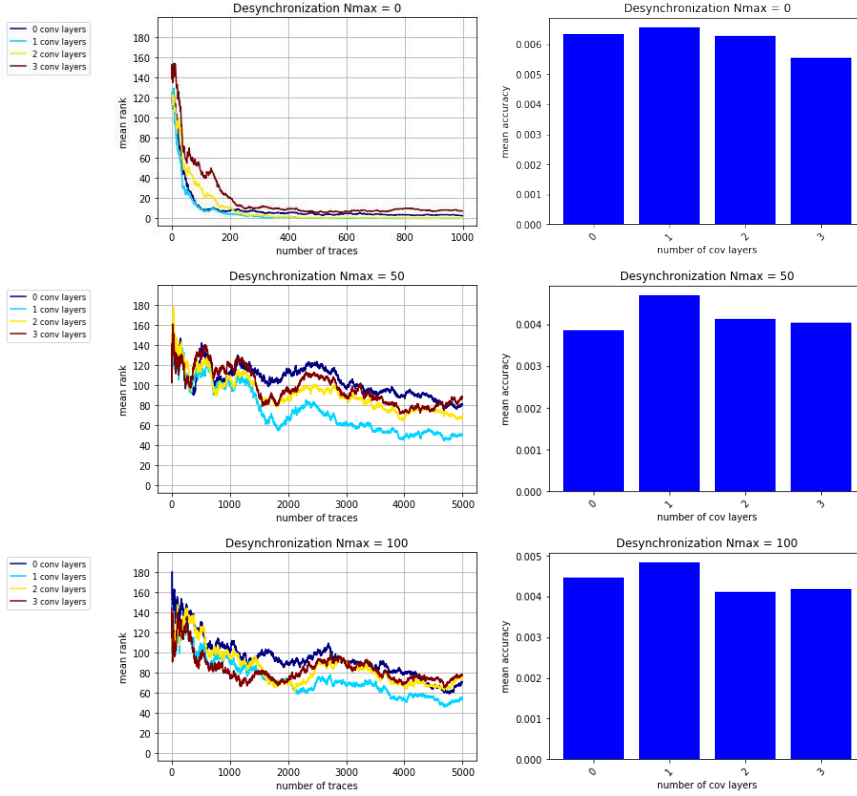 Desynchronization Nmax = 0
0 conv layers
1 conv layers
2 conv layers
3 conv layers
mean rank
180
160
140
120
100
80
60
40
20
0
0 200 400 600 800 1000
number of traces
Desynchronization Nmax = 0
mean accuracy
0.006
0.005
0.004
0.003
0.002
0.001
0.000
0 1 2 3
number of cov layers
Desynchronization Nmax = 50
0 conv layers
1 conv layers
2 conv layers
3 conv layers
mean rank
180
160
140
120
100
80
60
40
20
0
0 1000 2000 3000 4000 5000
number of traces
Desynchronization Nmax = 50
mean accuracy
0.004
0.003
0.002
0.001
0.000
0 1 2 3
number of cov layers
Desynchronization Nmax = 100
0 conv layers
1 conv layers
2 conv layers
3 conv layers
mean rank
180
160
140
120
100
80
60
40
20
0
0 1000 2000 3000 4000 5000
number of traces
Desynchronization Nmax = 100
mean accuracy
0.005
0.004
0.003
0.002
0.001
0.000
0 1 2 3
number of cov layers